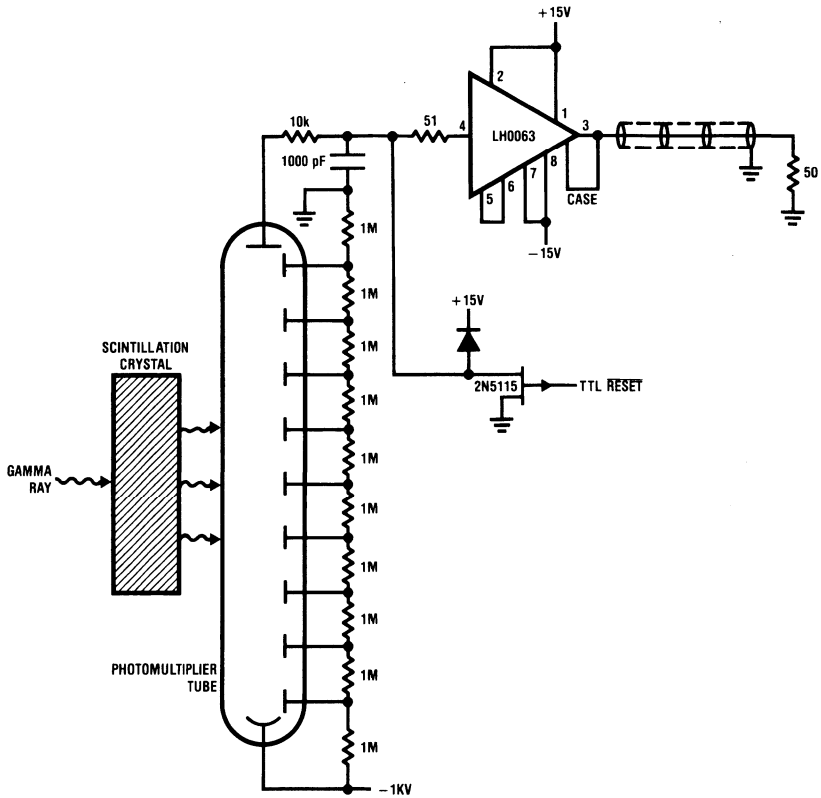 +15V
2
1
10k
51
4
LH0063
3
50
1000 pF
8
7
6
5
CASE
-15V
1M
1M
+15V
SCINTILLATION
CRYSTAL
1M
2N5115
TTL R̅E̅S̅E̅T̅
1M
GAMMA
RAY
1M
1M
1M
1M
PHOTOMULTIPLIER
TUBE
1M
1M
-1KV